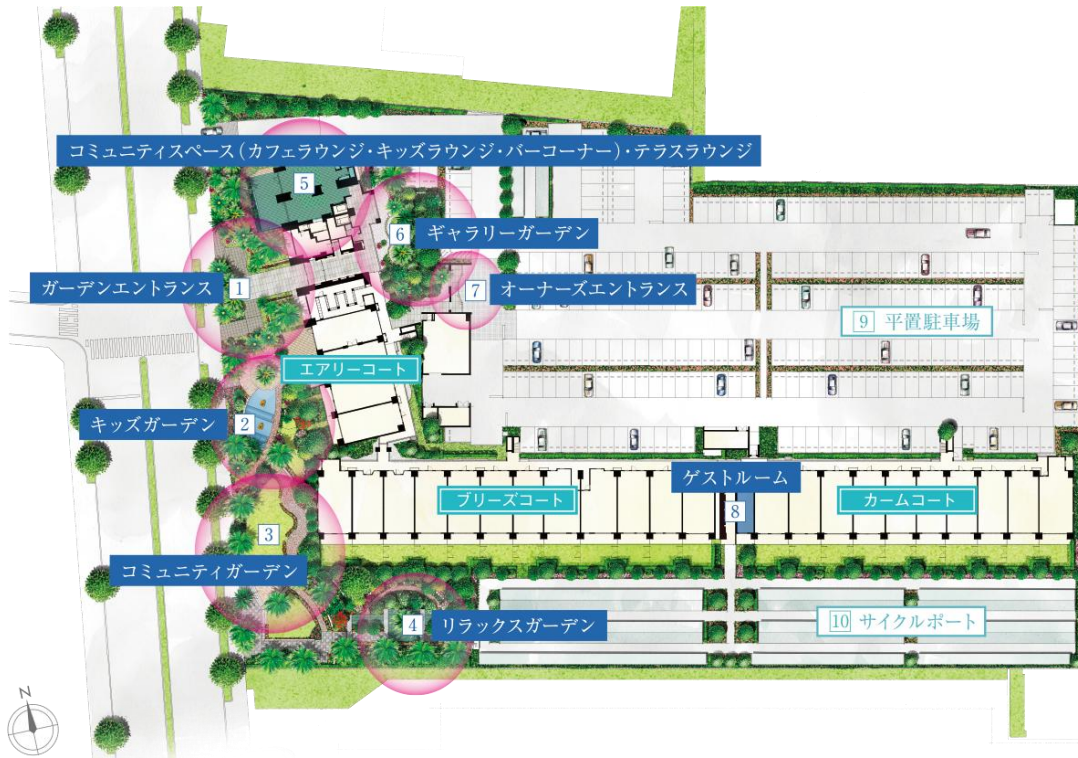 コミュニティスペース（カフェラウンジ・キッズラウンジ・バーコーナー）・テラスラウンジ
5
6 ギャラリーガーデン
ガーデンエントランス 1
7 オーナーズエントランス
9 平置駐車場
エアリーコート
キッズガーデン 2
ゲストルーム
8
ブリーズコート
カームコート
3
コミュニティガーデン
4 リラックスガーデン
10 サイクルポート
N